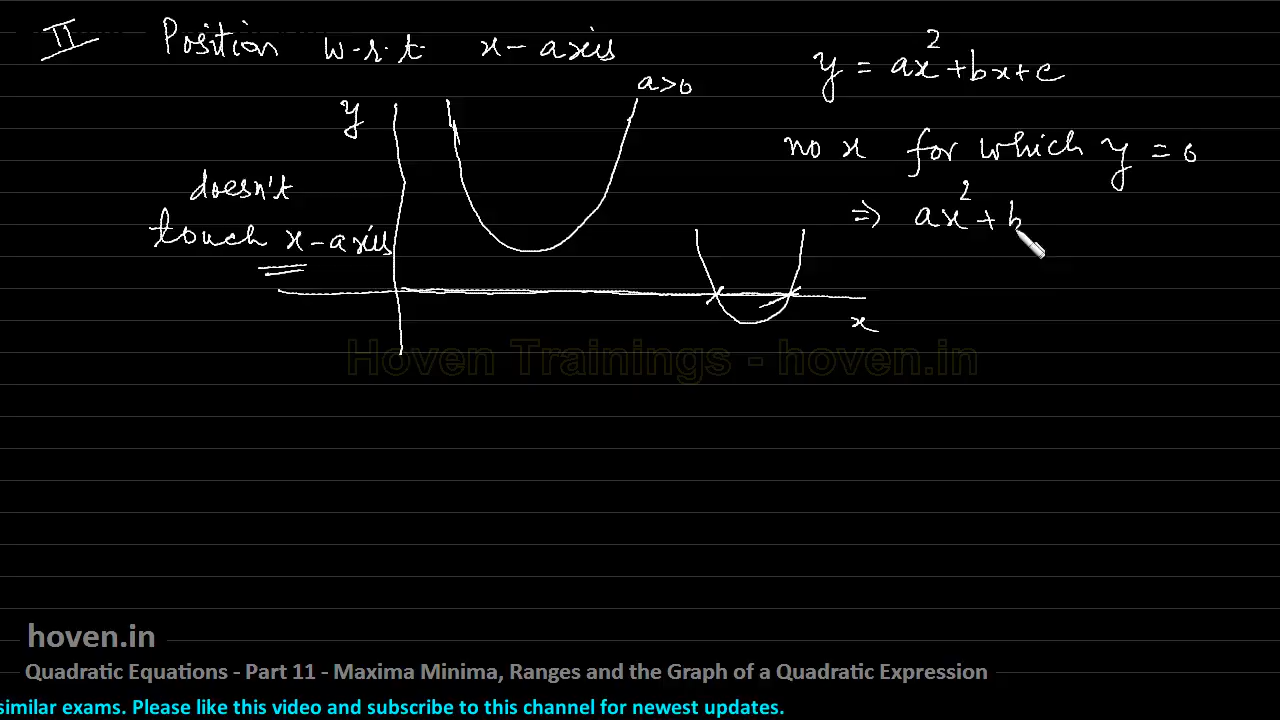 II Position w.r.t. x-axis
y = ax² + bx + c
a>0
y
no x for which y = 0
doesn't
touch x-axis
⇒ ax² + b
x
Hoven Trainings - hoven.in
hoven.in
Quadratic Equations - Part 11 - Maxima Minima, Ranges and the Graph of a Quadratic Expression
similar exams. Please like this video and subscribe to this channel for newest updates.